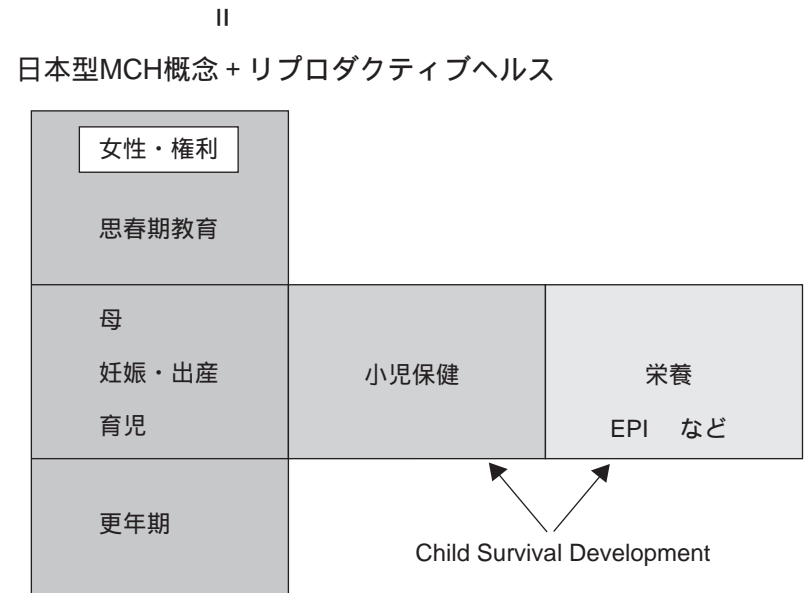 =
日本型MCH概念 + リプロダクティブヘルス
女性・権利
思春期教育
母
妊娠・出産
育児
小児保健
栄養
EPI など
更年期
Child Survival Development